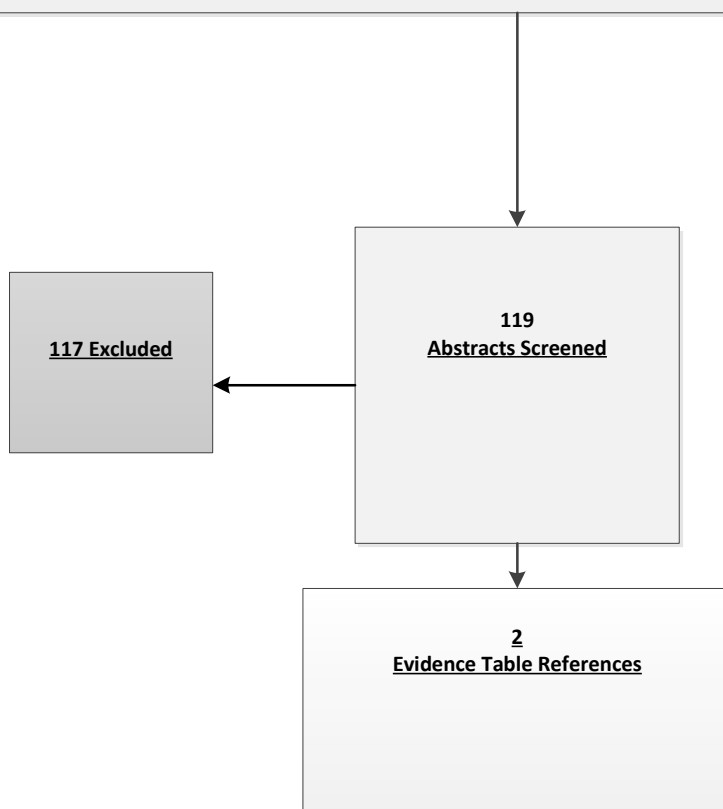 119
Abstracts Screened
117 Excluded
2
Evidence Table References